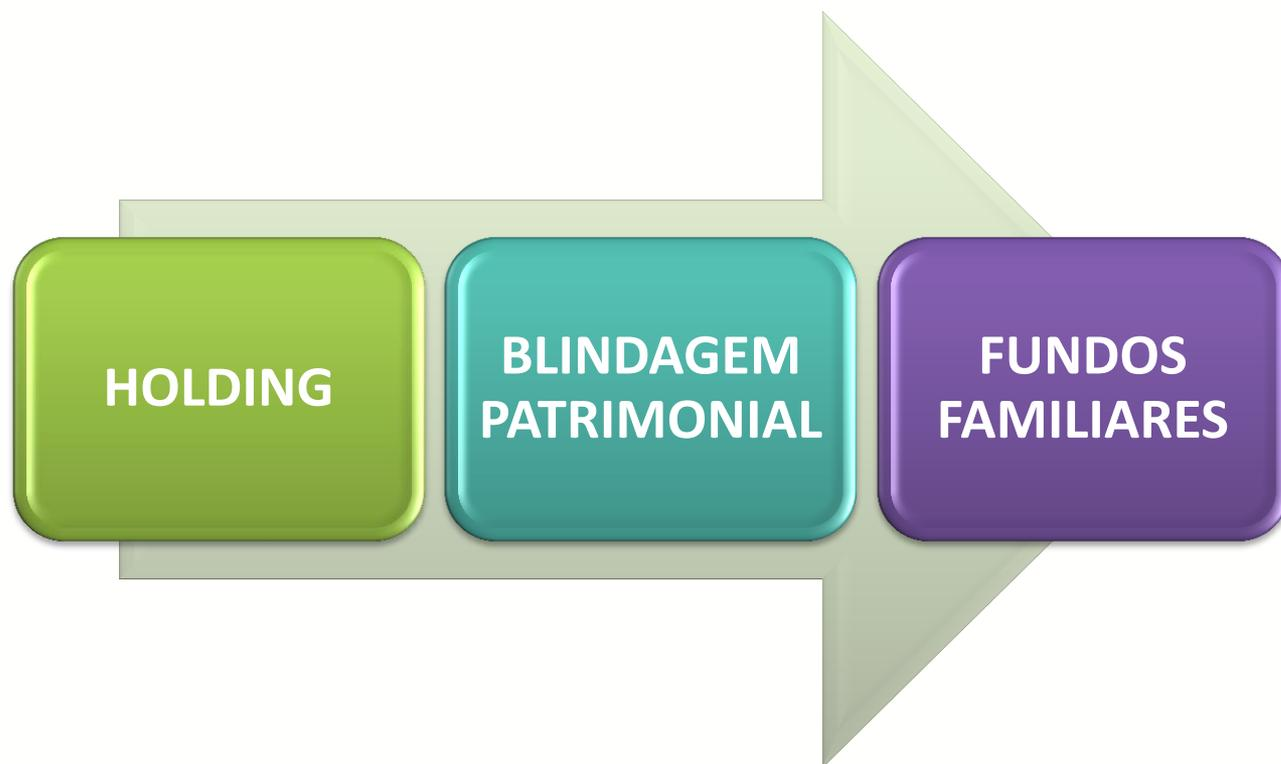 HOLDING
BLINDAGEM
PATRIMONIAL
FUNDOS
FAMILIARES